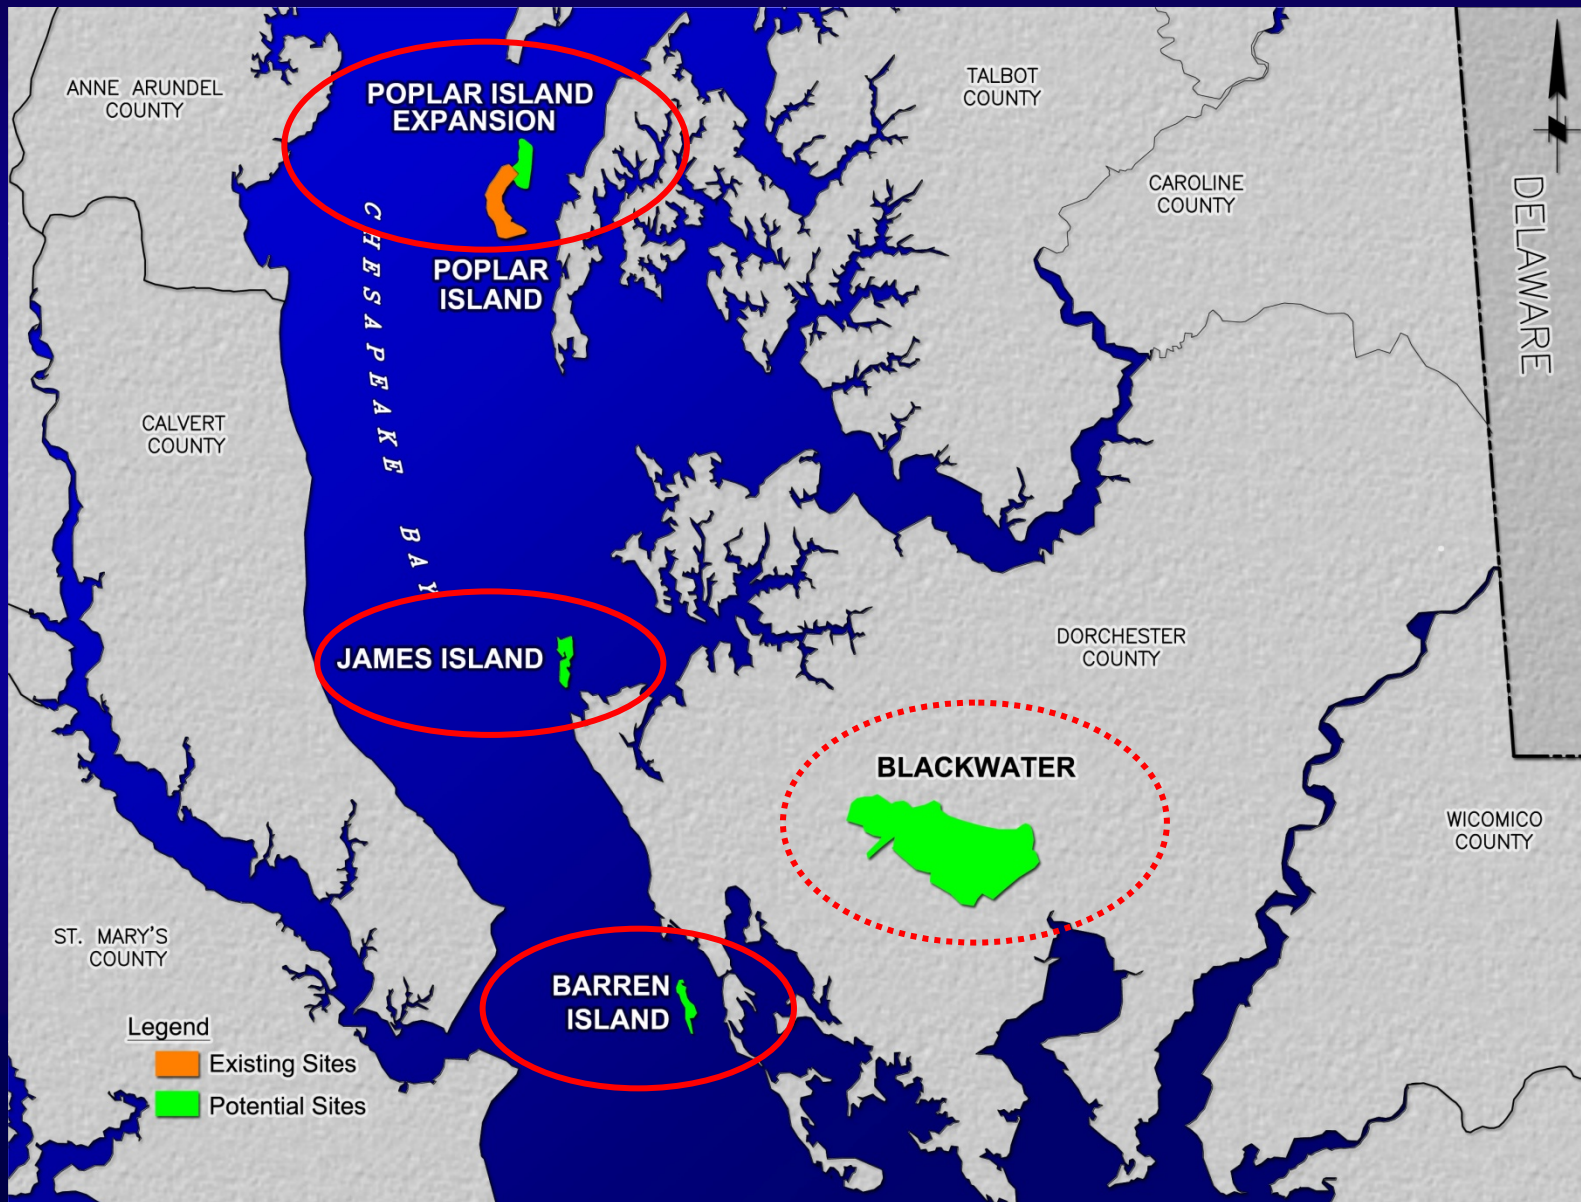 ANNE ARUNDEL
COUNTY
POPLAR ISLAND
EXPANSION
TALBOT
COUNTY
CAROLINE
COUNTY
DELAWARE
CHESAPEAKE BAY
POPLAR
ISLAND
CALVERT
COUNTY
JAMES ISLAND
DORCHESTER
COUNTY
BLACKWATER
WICOMICO
COUNTY
ST. MARY'S
COUNTY
BARREN
ISLAND
Legend
Existing Sites
Potential Sites